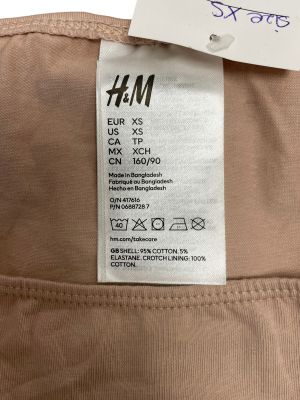 size XS
H&M
EUR XS
US XS
CA TP
MX XCH
CN 160/90
Made in Bangladesh
Fabriqué au Bangladesh
Hecho en Bangladesh
O/N 417616
P/N 0688728 7
40
hm.com/takecare
GB SHELL: 95% COTTON. 5%
ELASTANE. CROTCH LINING: 100%
COTTON.